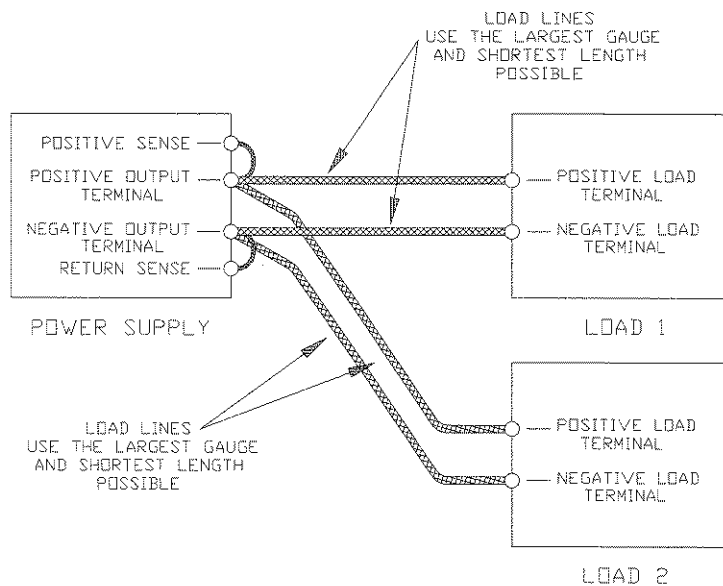 LOAD LINES
USE THE LARGEST GAUGE
AND SHORTEST LENGTH
POSSIBLE
POSITIVE SENSE
POSITIVE OUTPUT
TERMINAL
NEGATIVE OUTPUT
TERMINAL
RETURN SENSE
POWER SUPPLY
POSITIVE LOAD
TERMINAL
NEGATIVE LOAD
TERMINAL
LOAD 1
LOAD LINES
USE THE LARGEST GAUGE
AND SHORTEST LENGTH
POSSIBLE
POSITIVE LOAD
TERMINAL
NEGATIVE LOAD
TERMINAL
LOAD 2